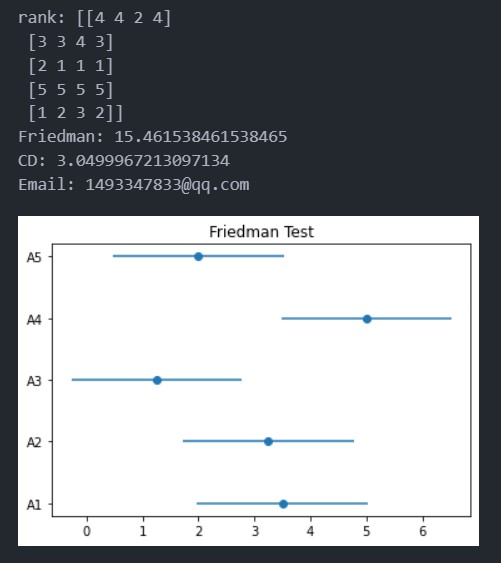 rank: [[4 4 2 4]
[3 3 4 3]
[2 1 1 1]
[5 5 5 5]
[1 2 3 2]]
Friedman: 15.461538461538465
CD: 3.0499967213097134
Email: 1493347833@qq.com
Friedman Test
A5
A4
A3
A2
A1
0 1 2 3 4 5 6